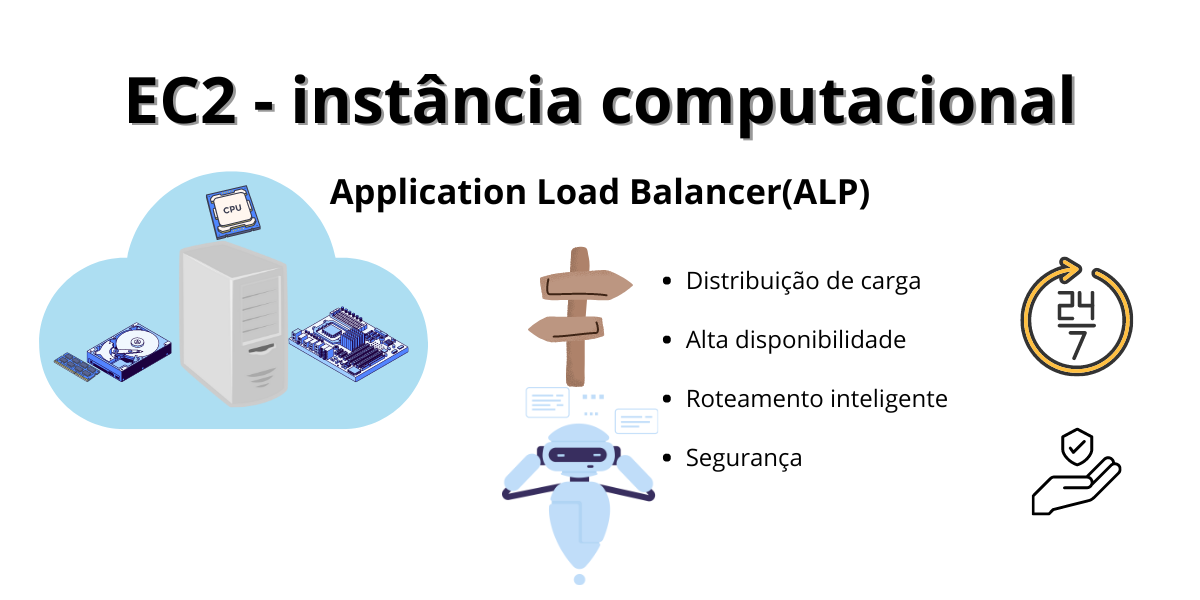 EC2 - instância computacional
Application Load Balancer(ALP)
CPU
• Distribuição de carga
• Alta disponibilidade
• Roteamento inteligente
• Segurança
24
7